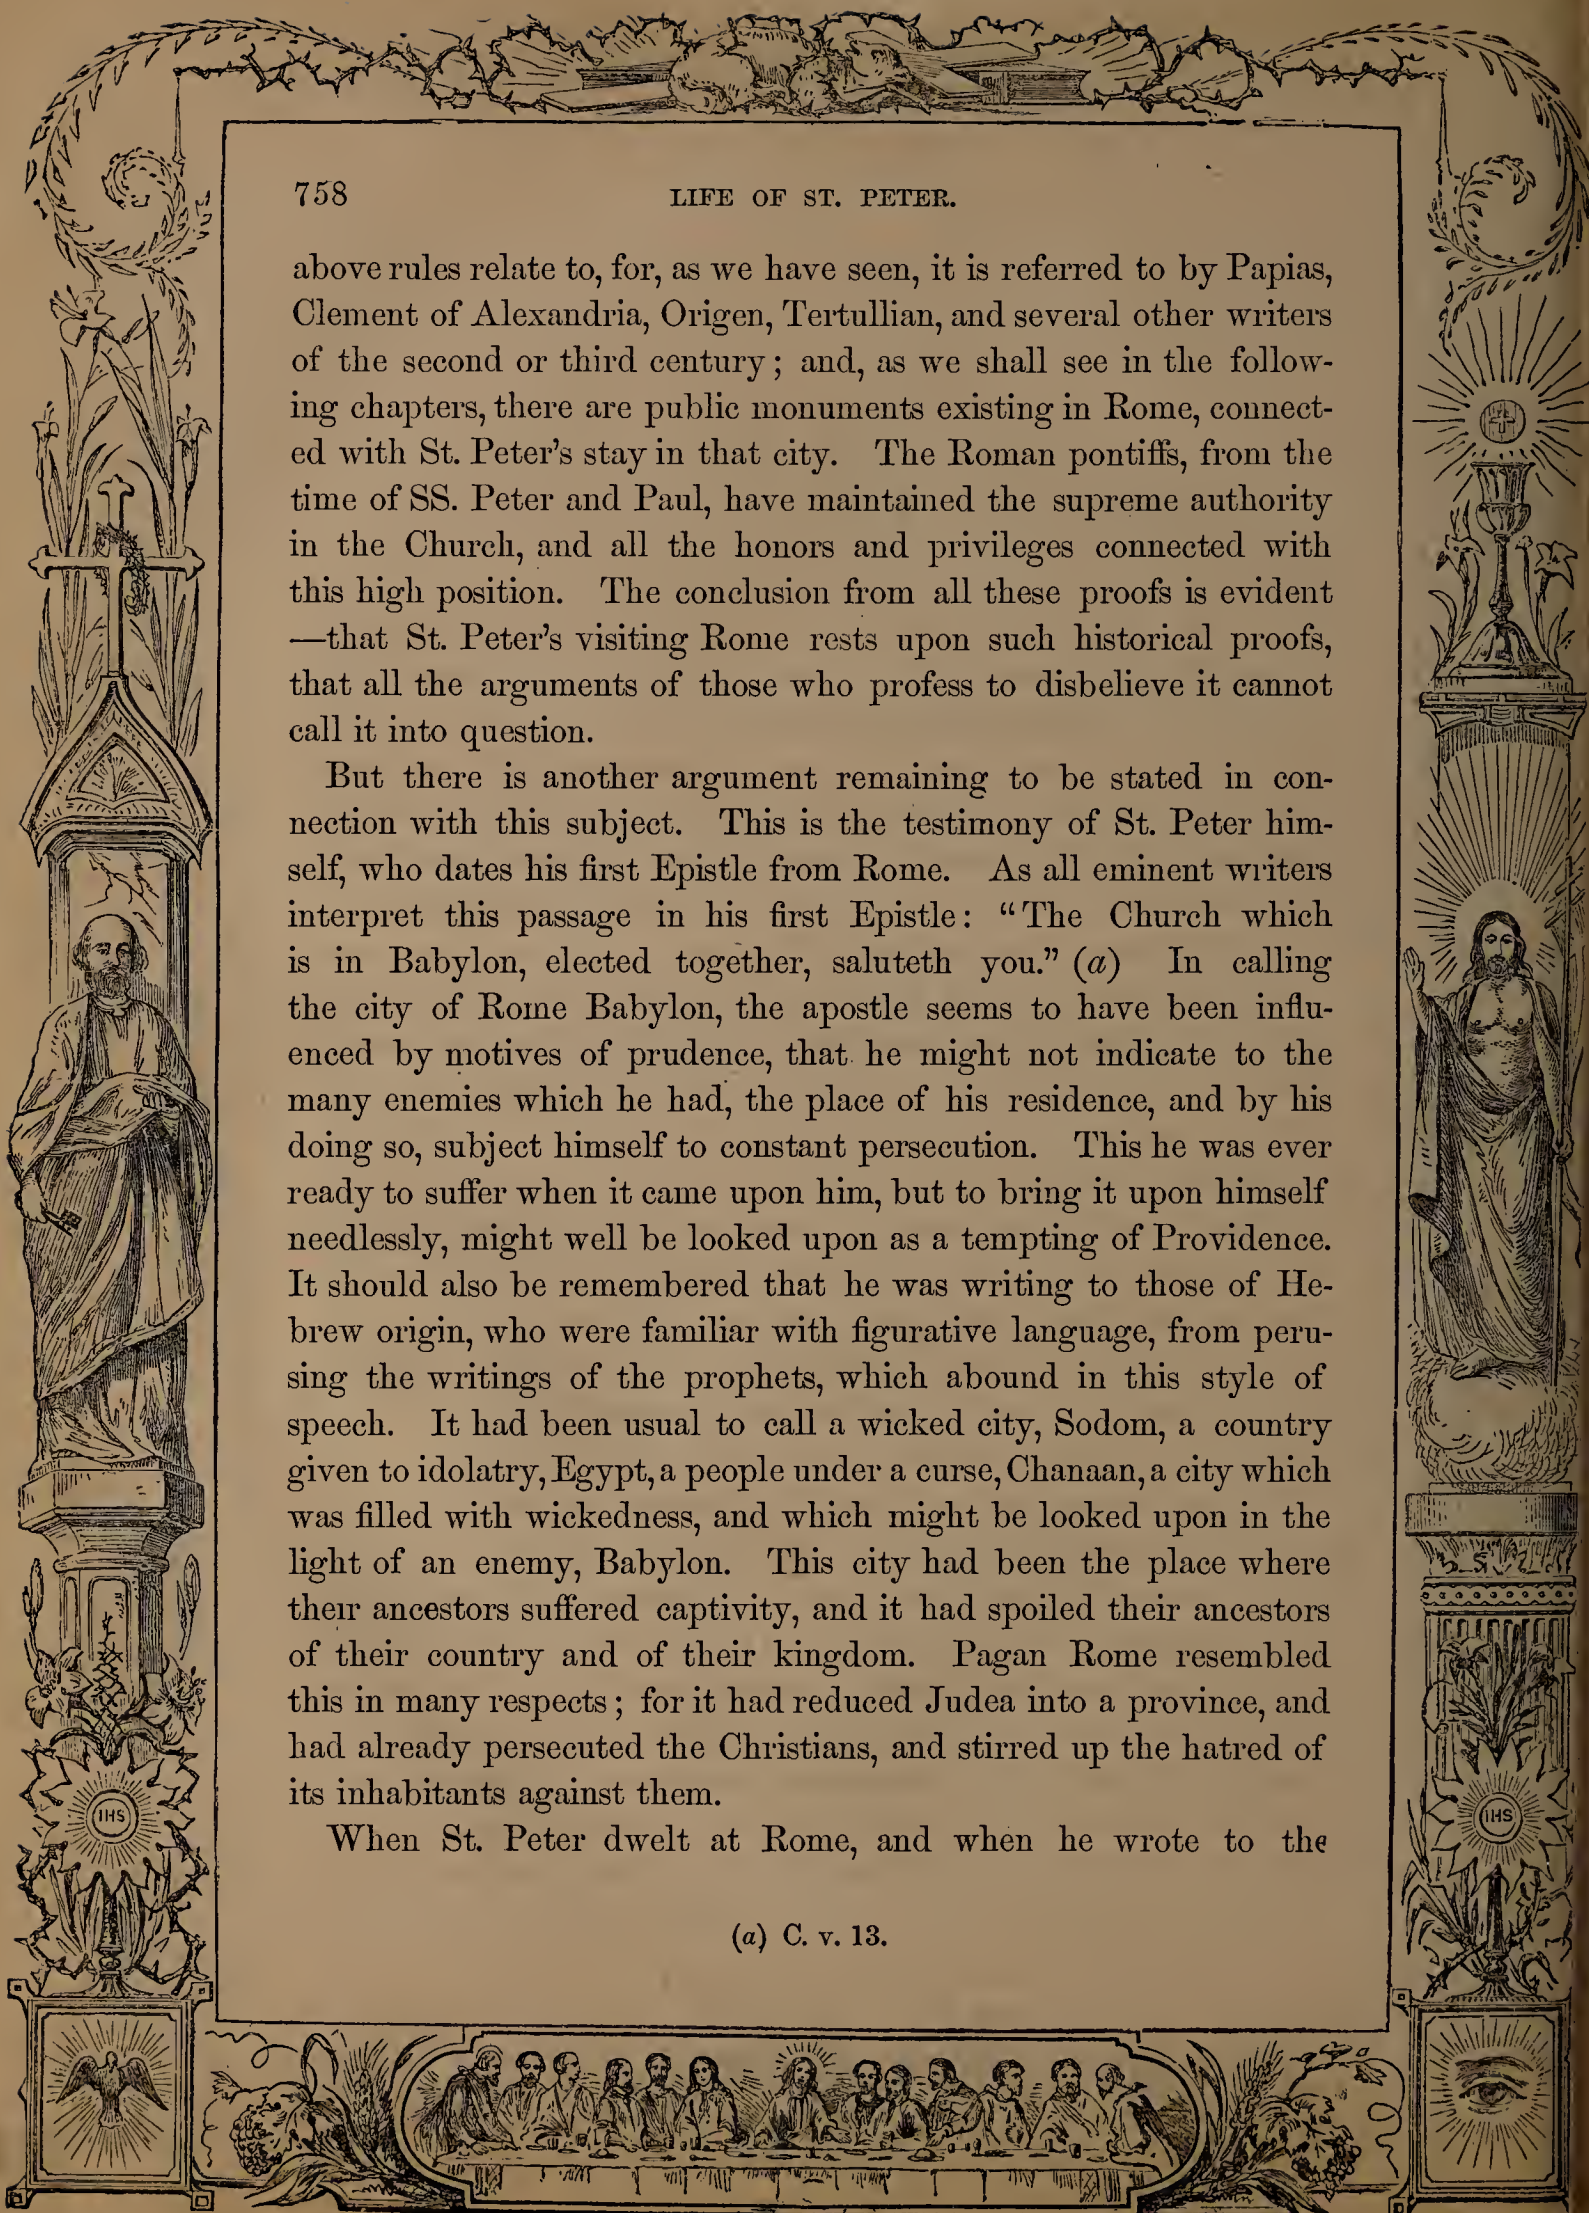 758 LIFE OF ST. PETER.
above rules relate to, for, as we have seen, it is referred to by Papias,
Clement of Alexandria, Origen, Tertullian, and several other writers
of the second or third century; and, as we shall see in the follow-
ing chapters, there are public monuments existing in Rome, connect-
ed with St. Peter's stay in that city. The Roman pontiffs, from the
time of SS. Peter and Paul, have maintained the supreme authority
in the Church, and all the honors and privileges connected with
this high position. The conclusion from all these proofs is evident
—that St. Peter's visiting Rome rests upon such historical proofs,
that all the arguments of those who profess to disbelieve it cannot
call it into question.
But there is another argument remaining to be stated in con-
nection with this subject. This is the testimony of St. Peter him-
self, who dates his first Epistle from Rome. As all eminent writers
interpret this passage in his first Epistle: "The Church which
is in Babylon, elected together, saluteth you." (a) In calling
the city of Rome Babylon, the apostle seems to have been influ-
enced by motives of prudence, that he might not indicate to the
many enemies which he had, the place of his residence, and by his
doing so, subject himself to constant persecution. This he was ever
ready to suffer when it came upon him, but to bring it upon himself
needlessly, might well be looked upon as a tempting of Providence.
It should also be remembered that he was writing to those of He-
brew origin, who were familiar with figurative language, from peru-
sing the writings of the prophets, which abound in this style of
speech. It had been usual to call a wicked city, Sodom, a country
given to idolatry, Egypt, a people under a curse, Chanaan, a city which
was filled with wickedness, and which might be looked upon in the
light of an enemy, Babylon. This city had been the place where
their ancestors suffered captivity, and it had spoiled their ancestors
of their country and of their kingdom. Pagan Rome resembled
this in many respects; for it had reduced Judea into a province, and
had already persecuted the Christians, and stirred up the hatred of
its inhabitants against them.
When St. Peter dwelt at Rome, and when he wrote to the
(a) C. v. 13.
IHS
IHS